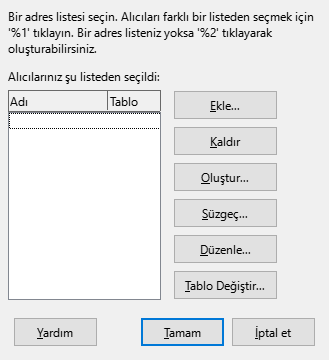 Bir adres listesi seçin. Alıcıları farklı bir listeden seçmek için
'%1' tıklayın. Bir adres listeniz yoksa '%2' tıklayarak
oluşturabilirsiniz.
Alıcılarınız şu listeden seçildi:
Adı Tablo
Ekle...
Kaldır
Oluştur...
Süzgeç...
Düzenle...
Tablo Değiştir...
Yardım Tamam İptal et